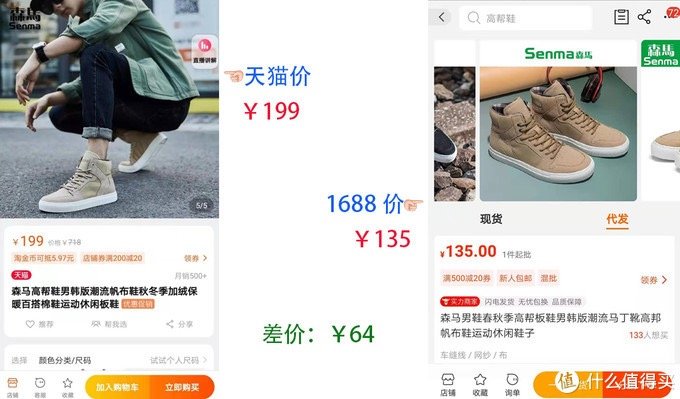 森馬
Senma
直播讲解
5/5
￥199 价格￥718
淘金币可抵5.97元 店铺券满200减20 领券>
天猫 月销500+
森马高帮鞋男韩版潮流帆布鞋秋冬季加绒保
暖百搭棉鞋运动休闲板鞋 优惠促销
推荐 帮我选 分享
选择 颜色分类/尺码 试试个人尺码>
店铺 客服 收藏 加入购物车 立即购买
天猫价
￥199
1688 价
￥135
差价：￥64
高帮鞋
72
Senma森馬
森馬
Senma
现货 代发
¥135.00 1件起批
满500减20券 新人包邮 混批 领券>
实力商家 闪电发货 无忧包换 品质保障
森马男鞋春秋季高帮板鞋男韩版潮流马丁靴高邦
帆布鞋运动休闲鞋子 133人想买
车缝线 / 网纱 / 布
店铺 收藏 询单
值 什么值得买